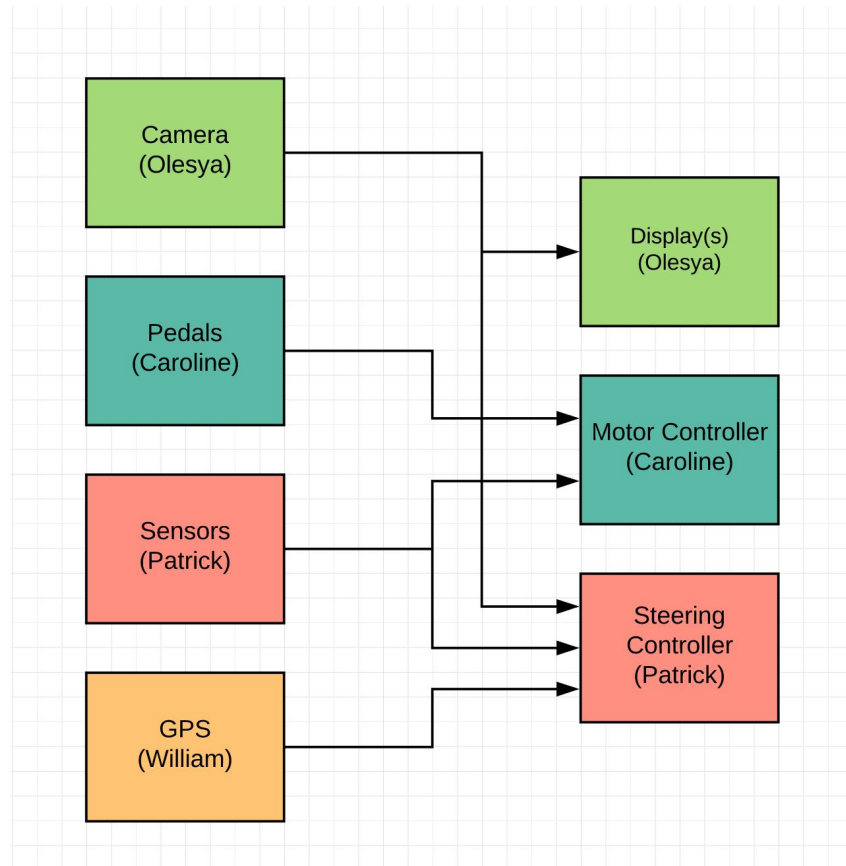 Camera
(Olesya)
Pedals
(Caroline)
Sensors
(Patrick)
GPS
(William)
Display(s)
(Olesya)
Motor Controller
(Caroline)
Steering
Controller
(Patrick)